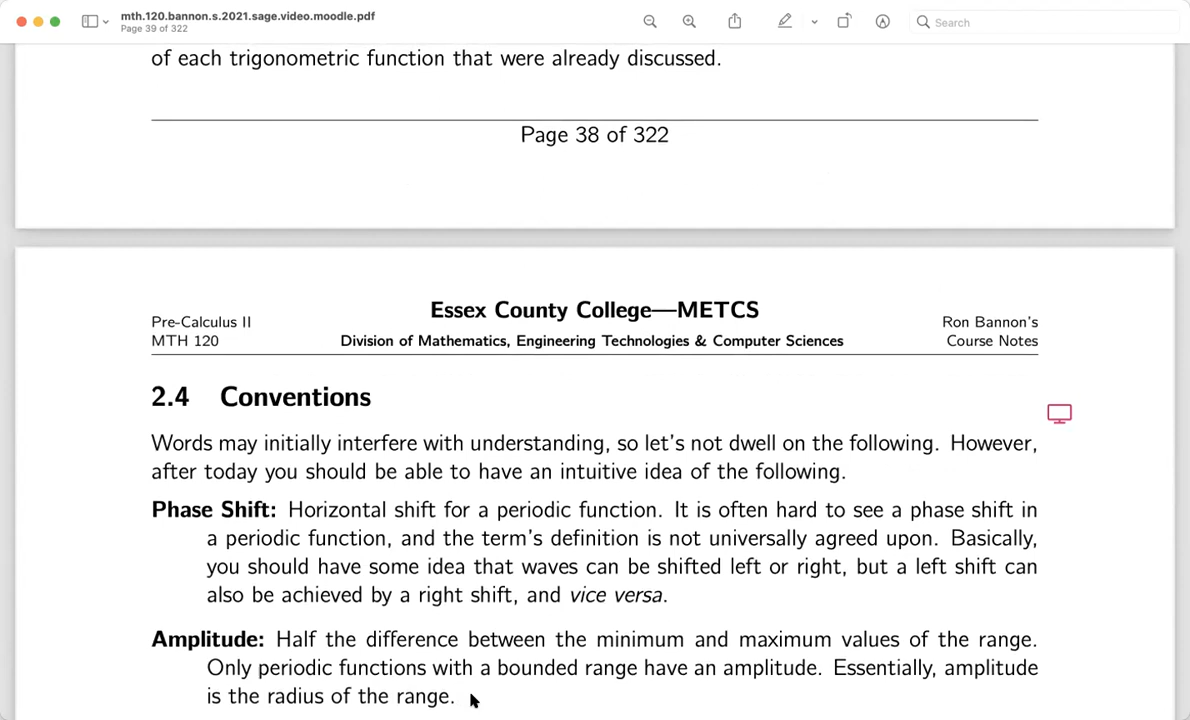 mth.120.bannon.s.2021.sage.video.moodle.pdf
Page 39 of 322
Search
of each trigonometric function that were already discussed.
Page 38 of 322
Pre-Calculus II
MTH 120
Essex County College—METCS
Division of Mathematics, Engineering Technologies & Computer Sciences
Ron Bannon's
Course Notes
2.4 Conventions
Words may initially interfere with understanding, so let's not dwell on the following. However,
after today you should be able to have an intuitive idea of the following.
Phase Shift: Horizontal shift for a periodic function. It is often hard to see a phase shift in
a periodic function, and the term's definition is not universally agreed upon. Basically,
you should have some idea that waves can be shifted left or right, but a left shift can
also be achieved by a right shift, and vice versa.
Amplitude: Half the difference between the minimum and maximum values of the range.
Only periodic functions with a bounded range have an amplitude. Essentially, amplitude
is the radius of the range.